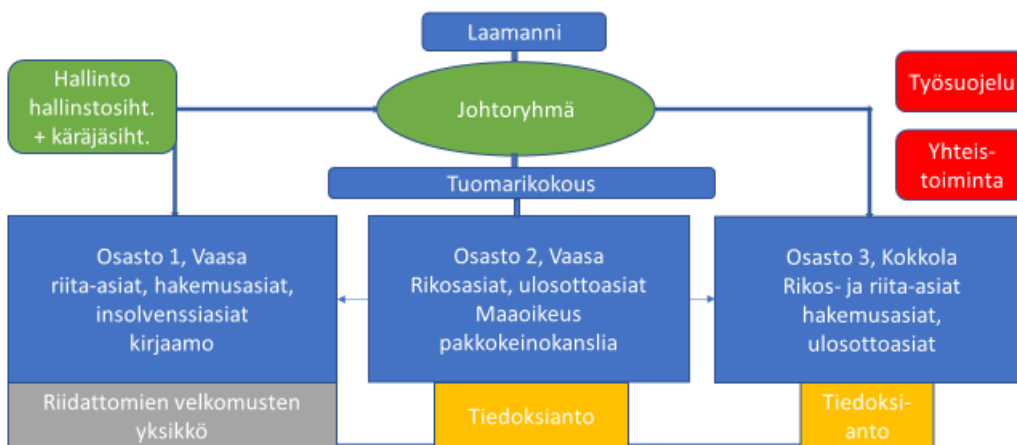 Laamanni
Hallinto
hallinstosiht.
+ käräjäsiht.
Johtoryhmä
Työsuojelu
Yhteis-
toiminta
Tuomarikokous
Osasto 1, Vaasa
riita-asiat, hakemusasiat,
insolvenssiasiat
kirjaamo
Osasto 2, Vaasa
Rikosasiat, ulosottoasiat
Maaoikeus
pakkokeinokanslia
Osasto 3, Kokkola
Rikos- ja riita-asiat
hakemusasiat,
ulosottoasiat
Riidattomien velkomusten
yksikkö
Tiedoksianto
Tiedoksi-
anto